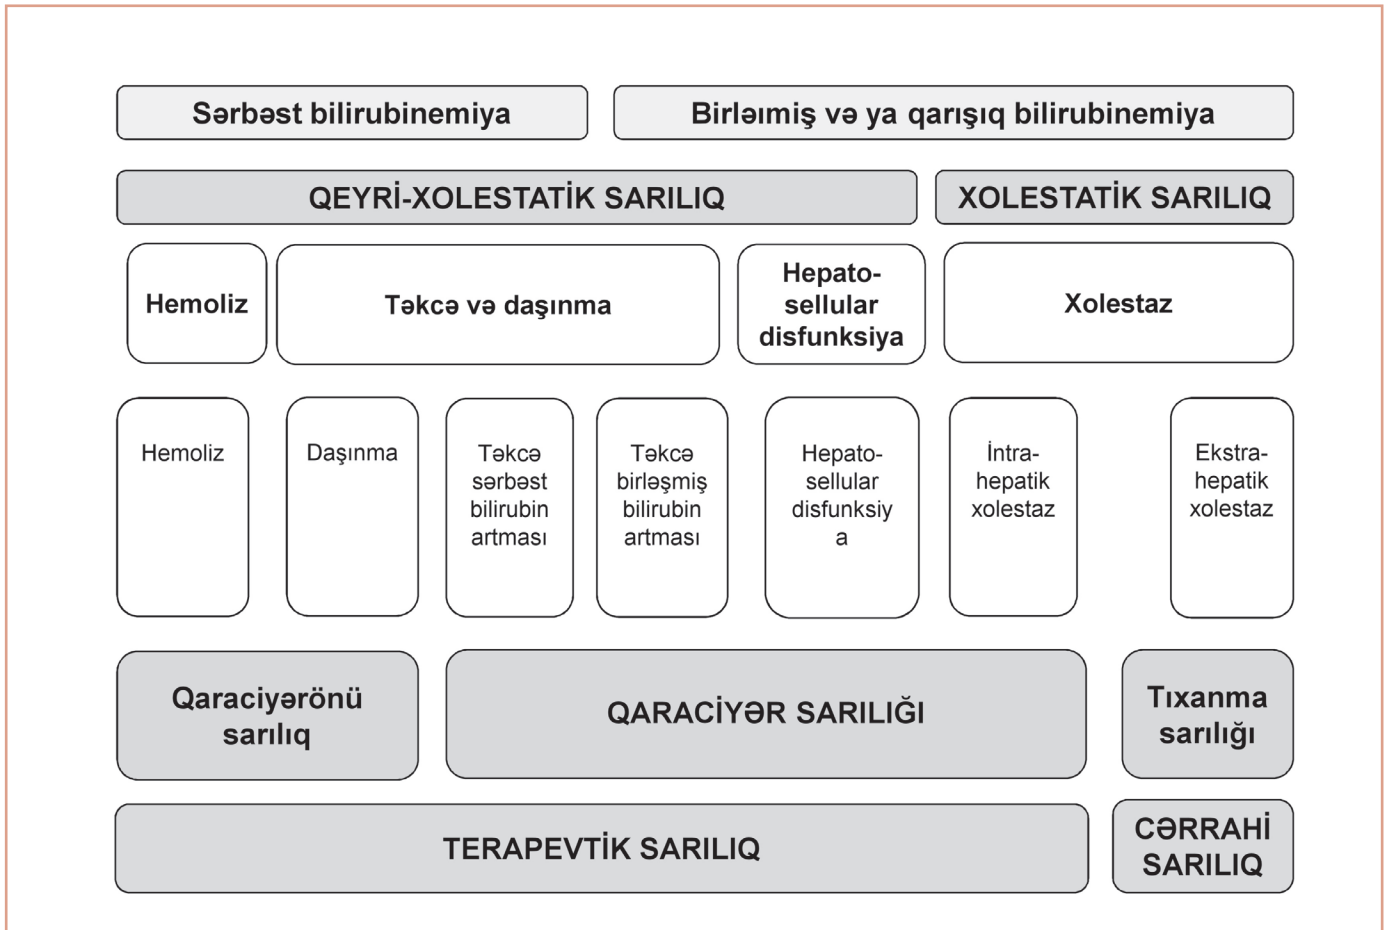 Sərbəst bilirubinemiya
Birləımiş və ya qarışıq bilirubinemiya
QEYRİ-XOLESTATİK SARILIQ
XOLESTATİK SARILIQ
Hemoliz
Təkcə və daşınma
Hepato-
sellular
disfunksiya
Xolestaz
Hemoliz
Daşınma
Təkcə
sərbəst
bilirubin
artması
Təkcə
birləşmiş
bilirubin
artması
Hepato-
sellular
disfunksiy
a
İntra-
hepatik
xolestaz
Ekstra-
hepatik
xolestaz
Qaraciyərönü
sarılıq
QARACİYƏR SARILIĞI
Tıxanma
sarılığı
TERAPEVTİK SARILIQ
CƏRRAHİ
SARILIQ